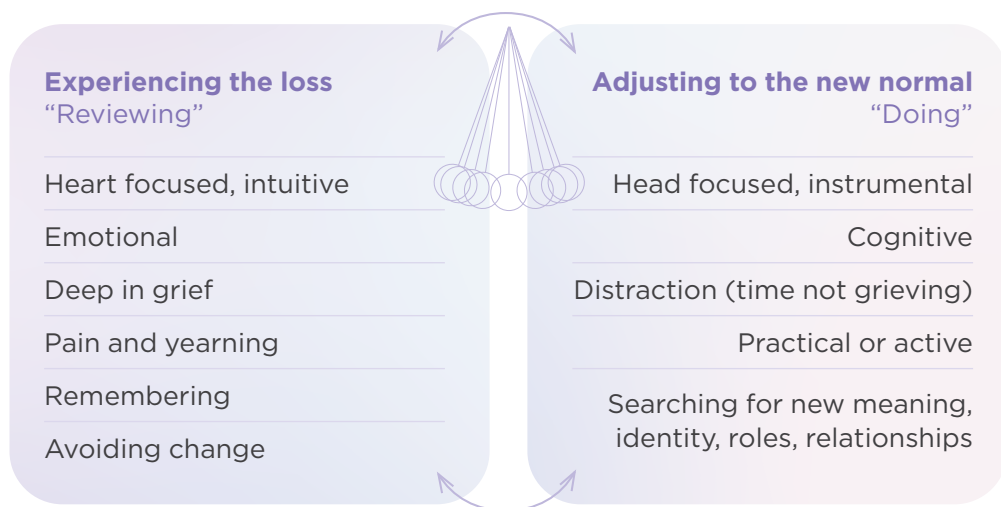 Experiencing the loss
“Reviewing”
Heart focused, intuitive
Emotional
Deep in grief
Pain and yearning
Remembering
Avoiding change
Adjusting to the new normal
“Doing”
Head focused, instrumental
Cognitive
Distraction (time not grieving)
Practical or active
Searching for new meaning,
identity, roles, relationships